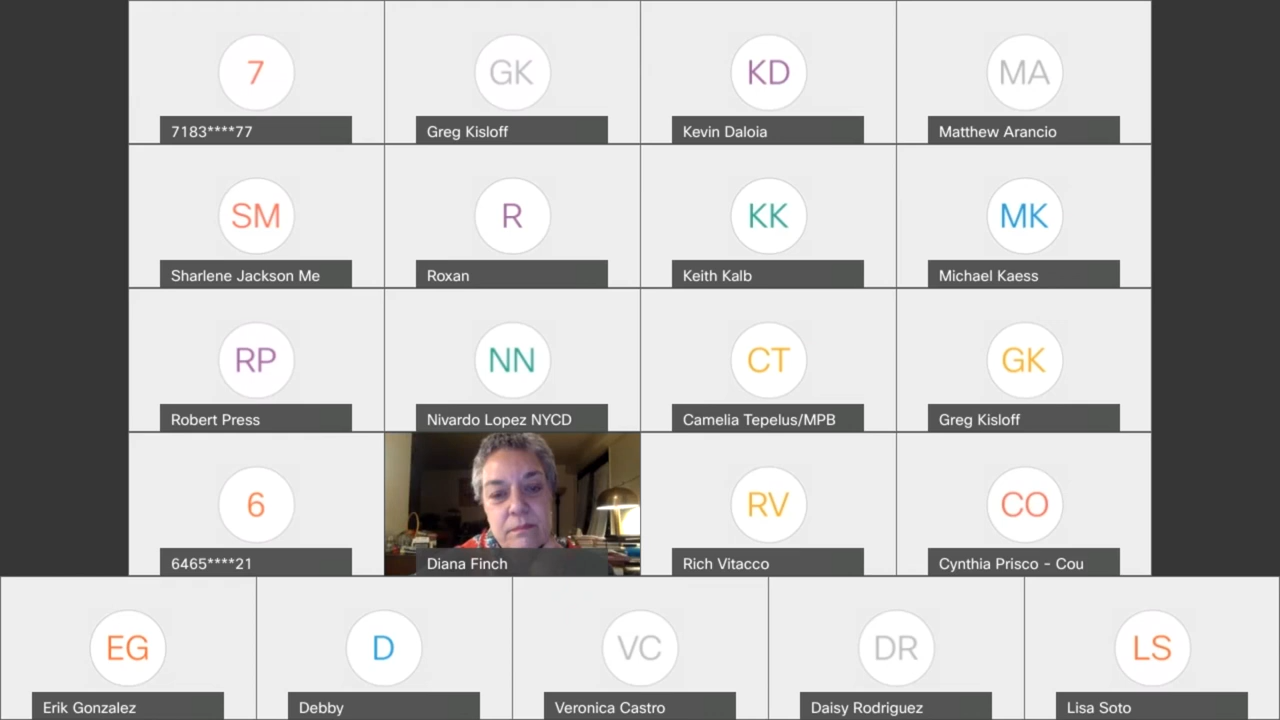 7
7183****77
GK
Greg Kisloff
KD
Kevin Daloia
MA
Matthew Arancio
SM
Sharlene Jackson Me
R
Roxan
KK
Keith Kalb
MK
Michael Kaess
RP
Robert Press
NN
Nivardo Lopez NYCD
CT
Camelia Tepelus/MPB
GK
Greg Kisloff
6
6465****21
Diana Finch
RV
Rich Vitacco
CO
Cynthia Prisco - Cou
EG
Erik Gonzalez
D
Debby
VC
Veronica Castro
DR
Daisy Rodriguez
LS
Lisa Soto